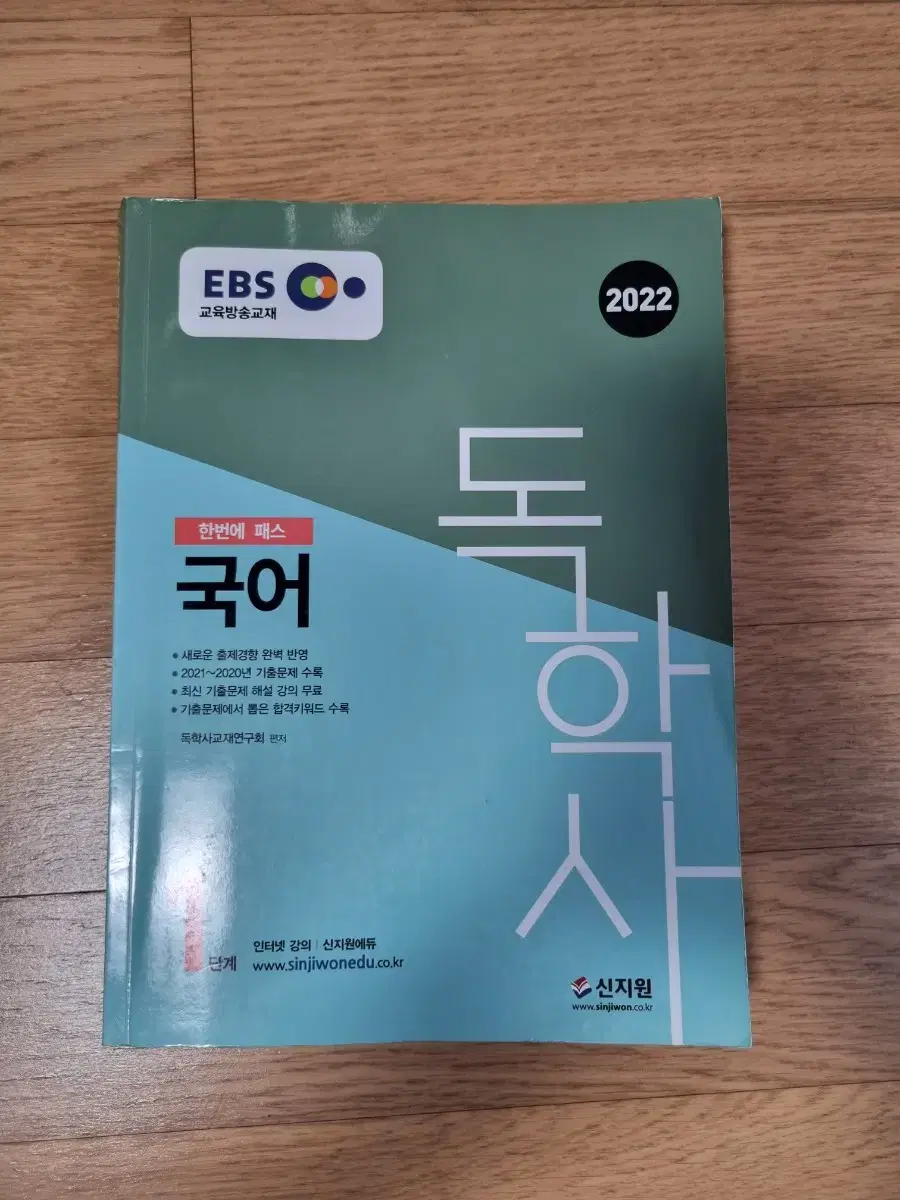 EBS
교육방송교재
2022
독학사
한번에 패스
국어
• 새로운 출제경향 완벽 반영
• 2021~2020년 기출문제 수록
• 최신 기출문제 해설 강의 무료
• 기출문제에서 뽑은 합격키워드 수록
독학사교재연구회 편저
1단계
인터넷 강의 | 신지원에듀
www.sinjiwonedu.co.kr
신지원
www.sinjiwon.co.kr